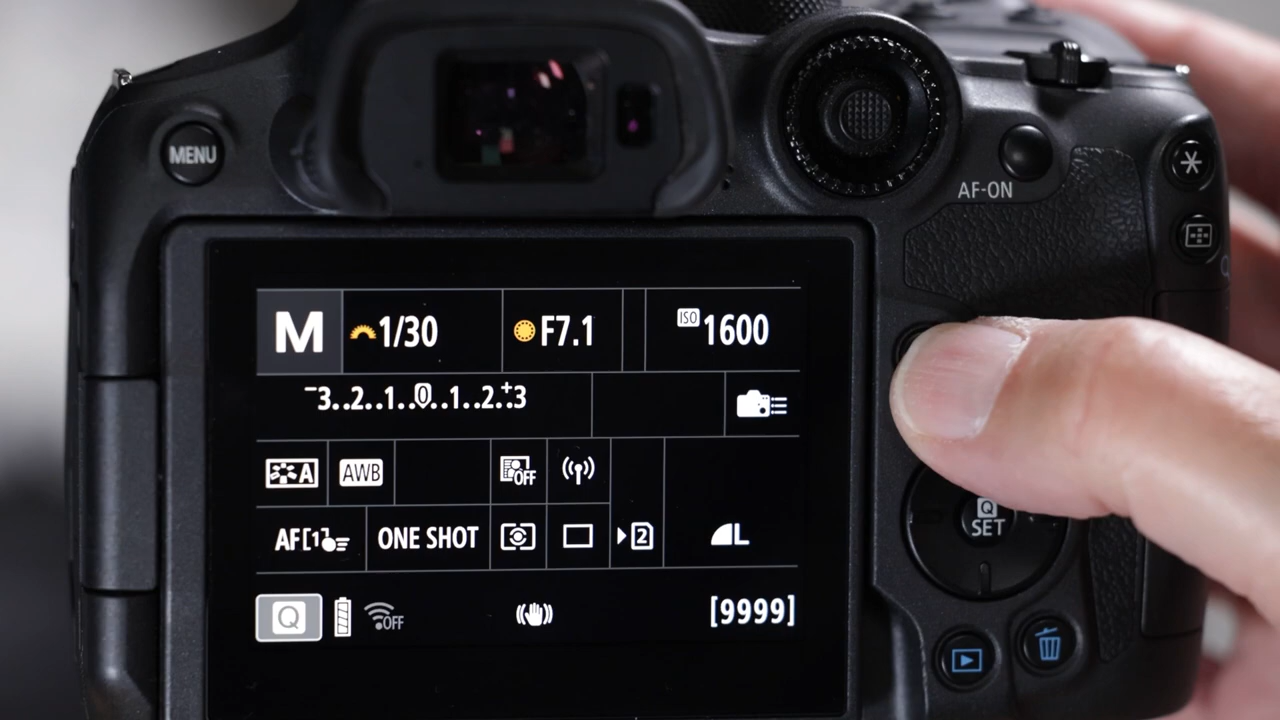 MENU
AF-ON
M 1/30 F7.1 ISO 1600
-3..2..1..0..1..2.+3
A AWB OFF
AF ONE SHOT 2 L
Q SET
Q OFF [9999]